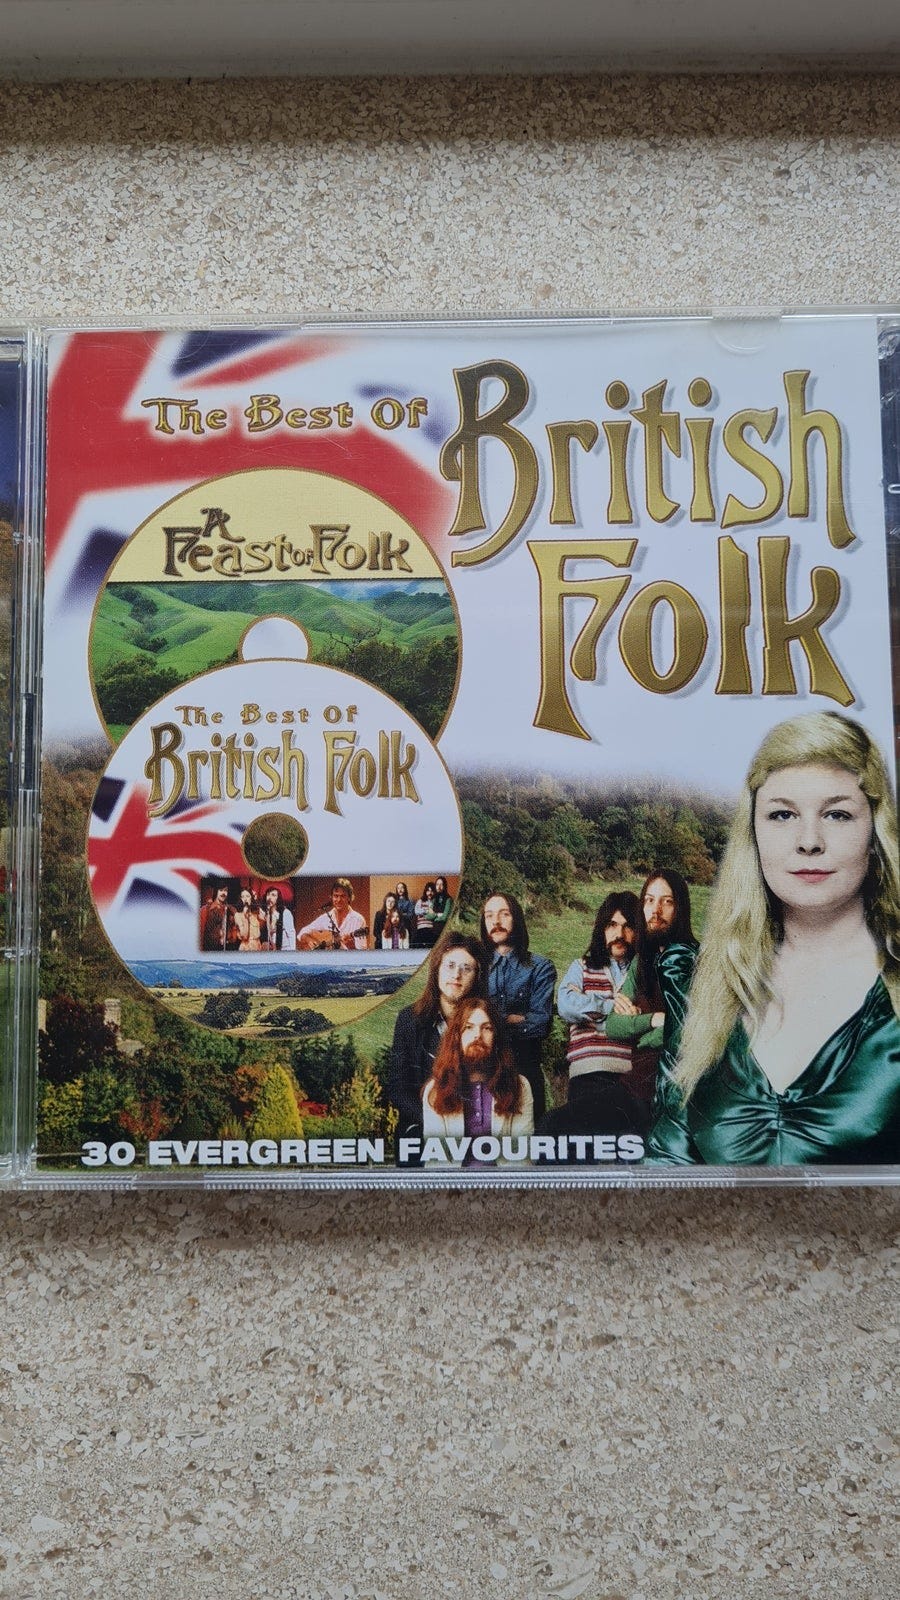 The Best Of
British
Folk
A
Feast of Folk
The Best Of
British Folk
30 EVERGREEN FAVOURITES